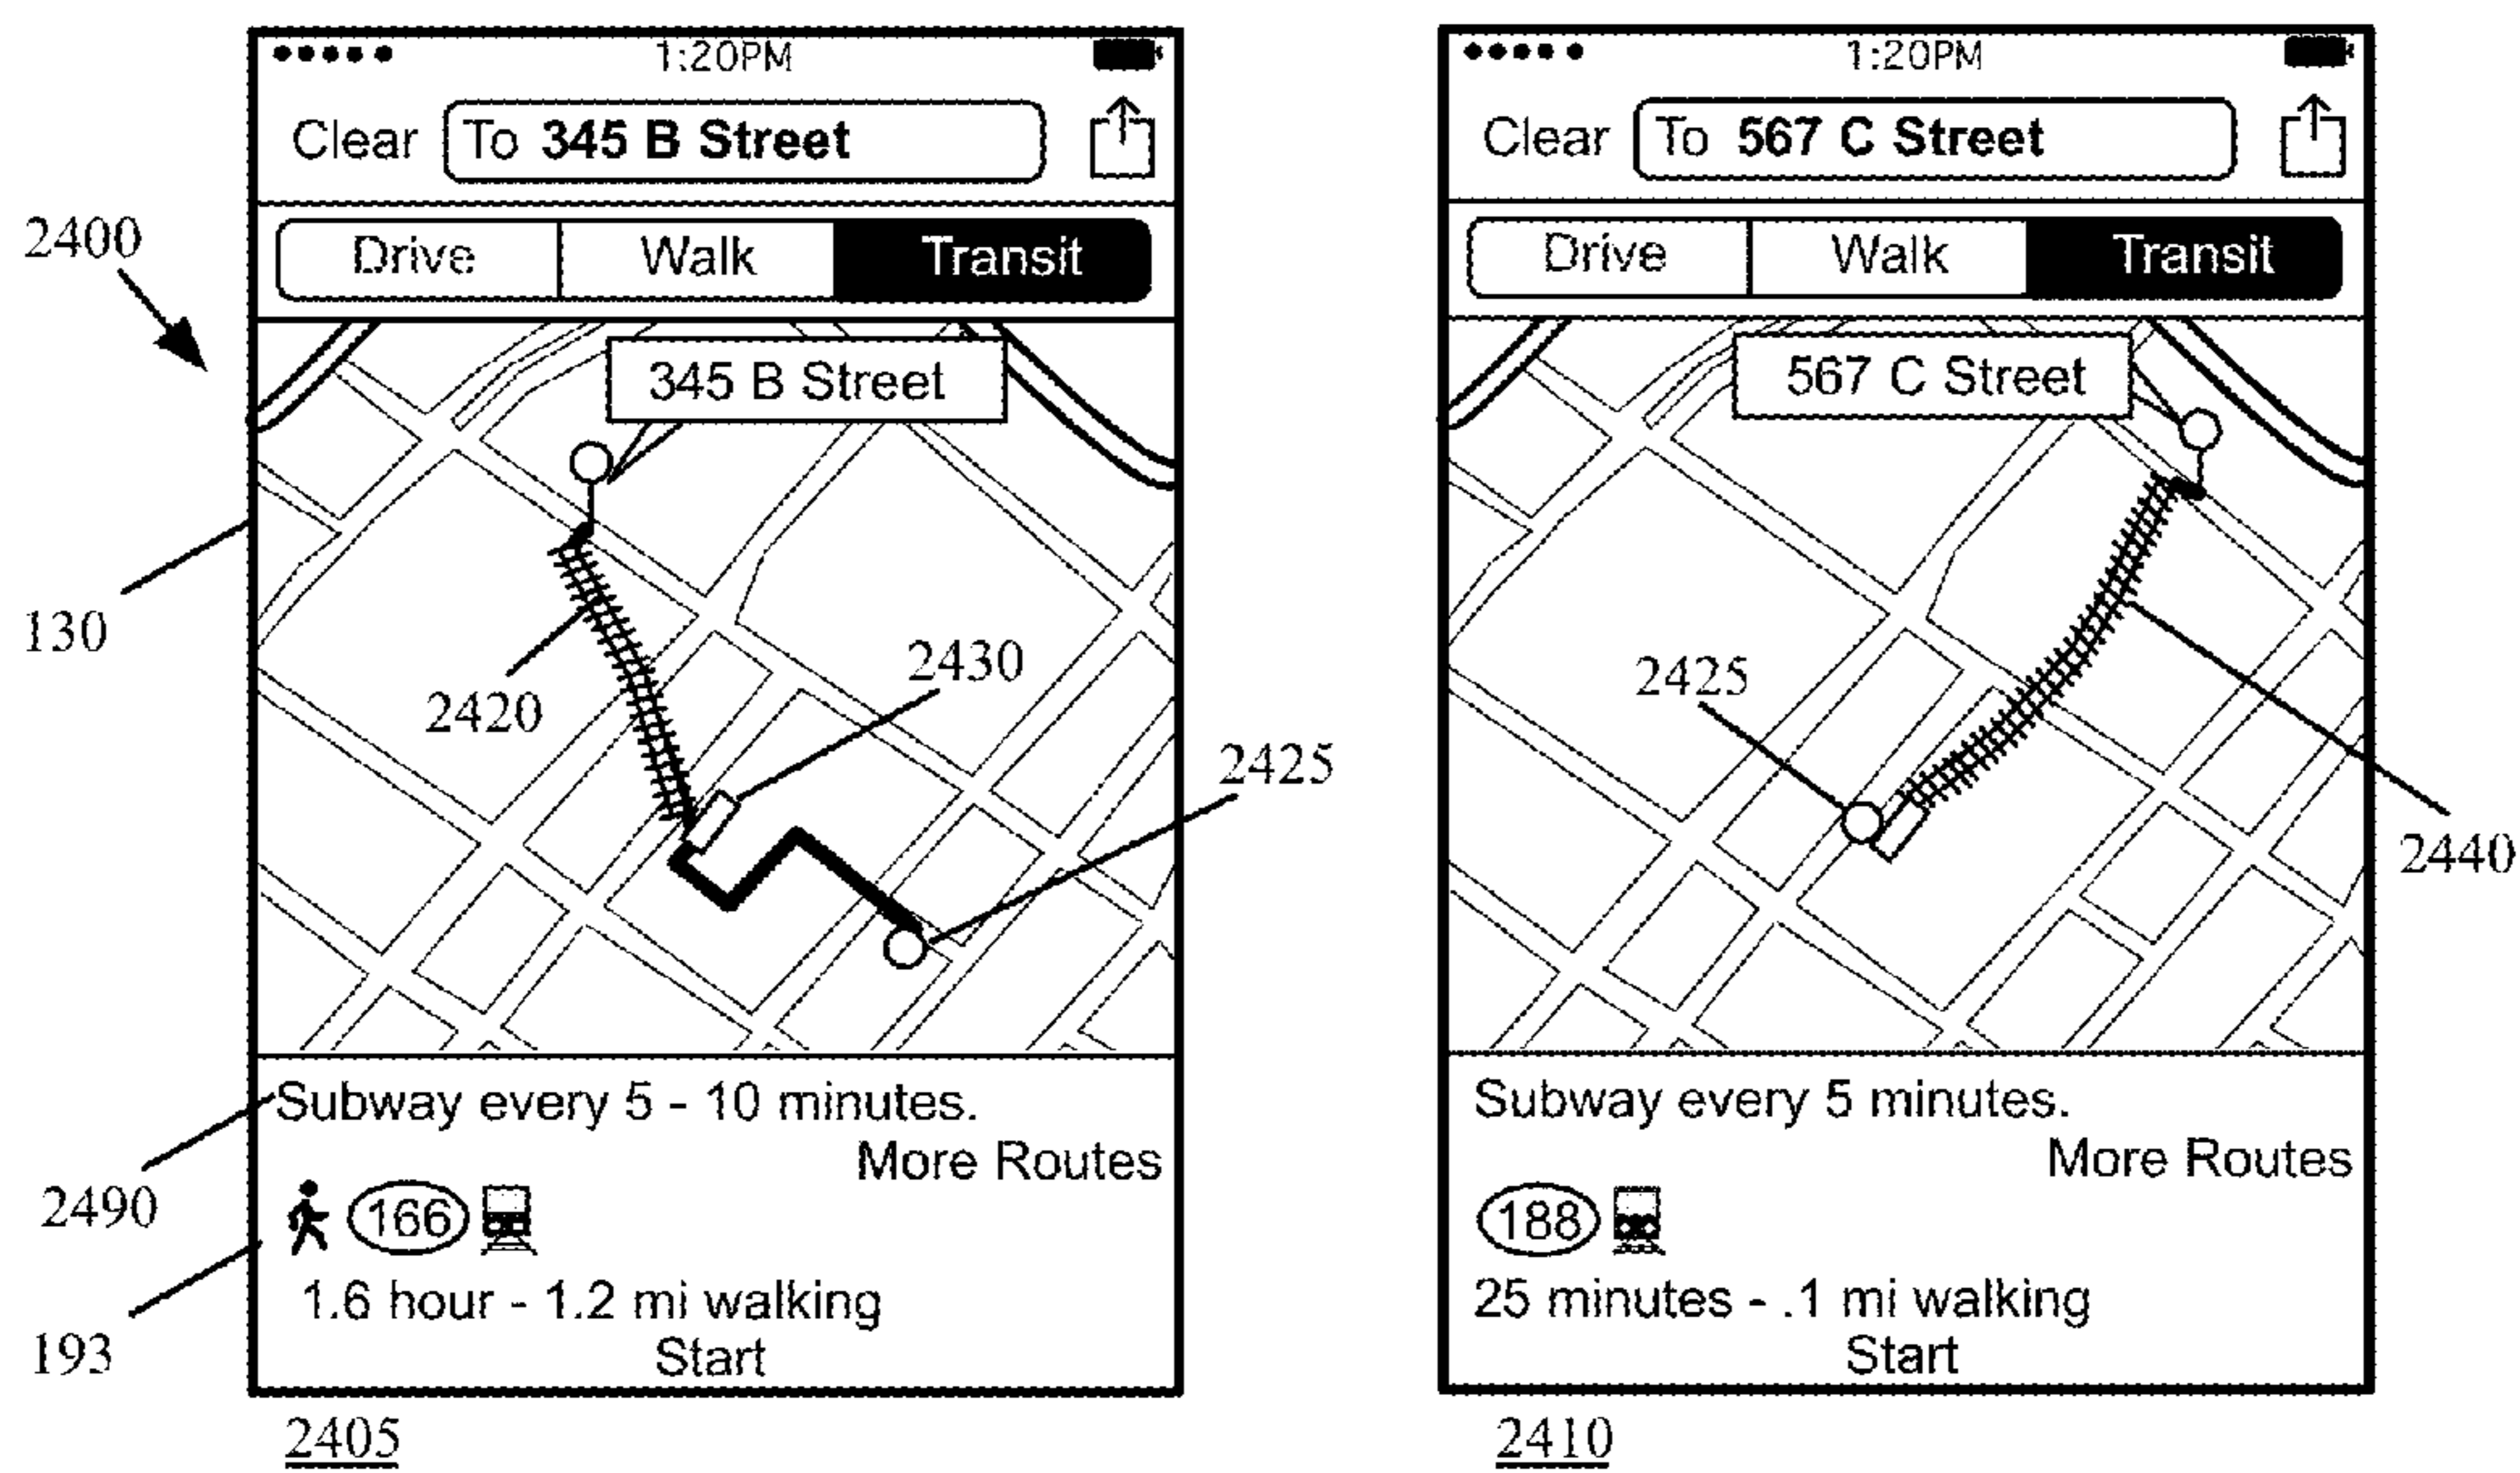 1:20PM
Clear To 345 B Street
Drive Walk Transit
345 B Street
2400
130
2420
2430
2425
Subway every 5 - 10 minutes.
More Routes
166
1.6 hour - 1.2 mi walking
Start
2490
193
2405
1:20PM
Clear To 567 C Street
Drive Walk Transit
567 C Street
2425
2440
Subway every 5 minutes.
More Routes
188
25 minutes - .1 mi walking
Start
2410